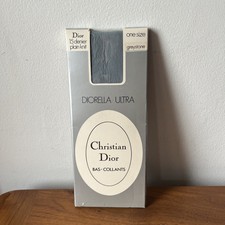 Dior
15 denier
plain knit
one size
greystone
DIORELLA ULTRA
Christian
Dior
BAS-COLLANTS